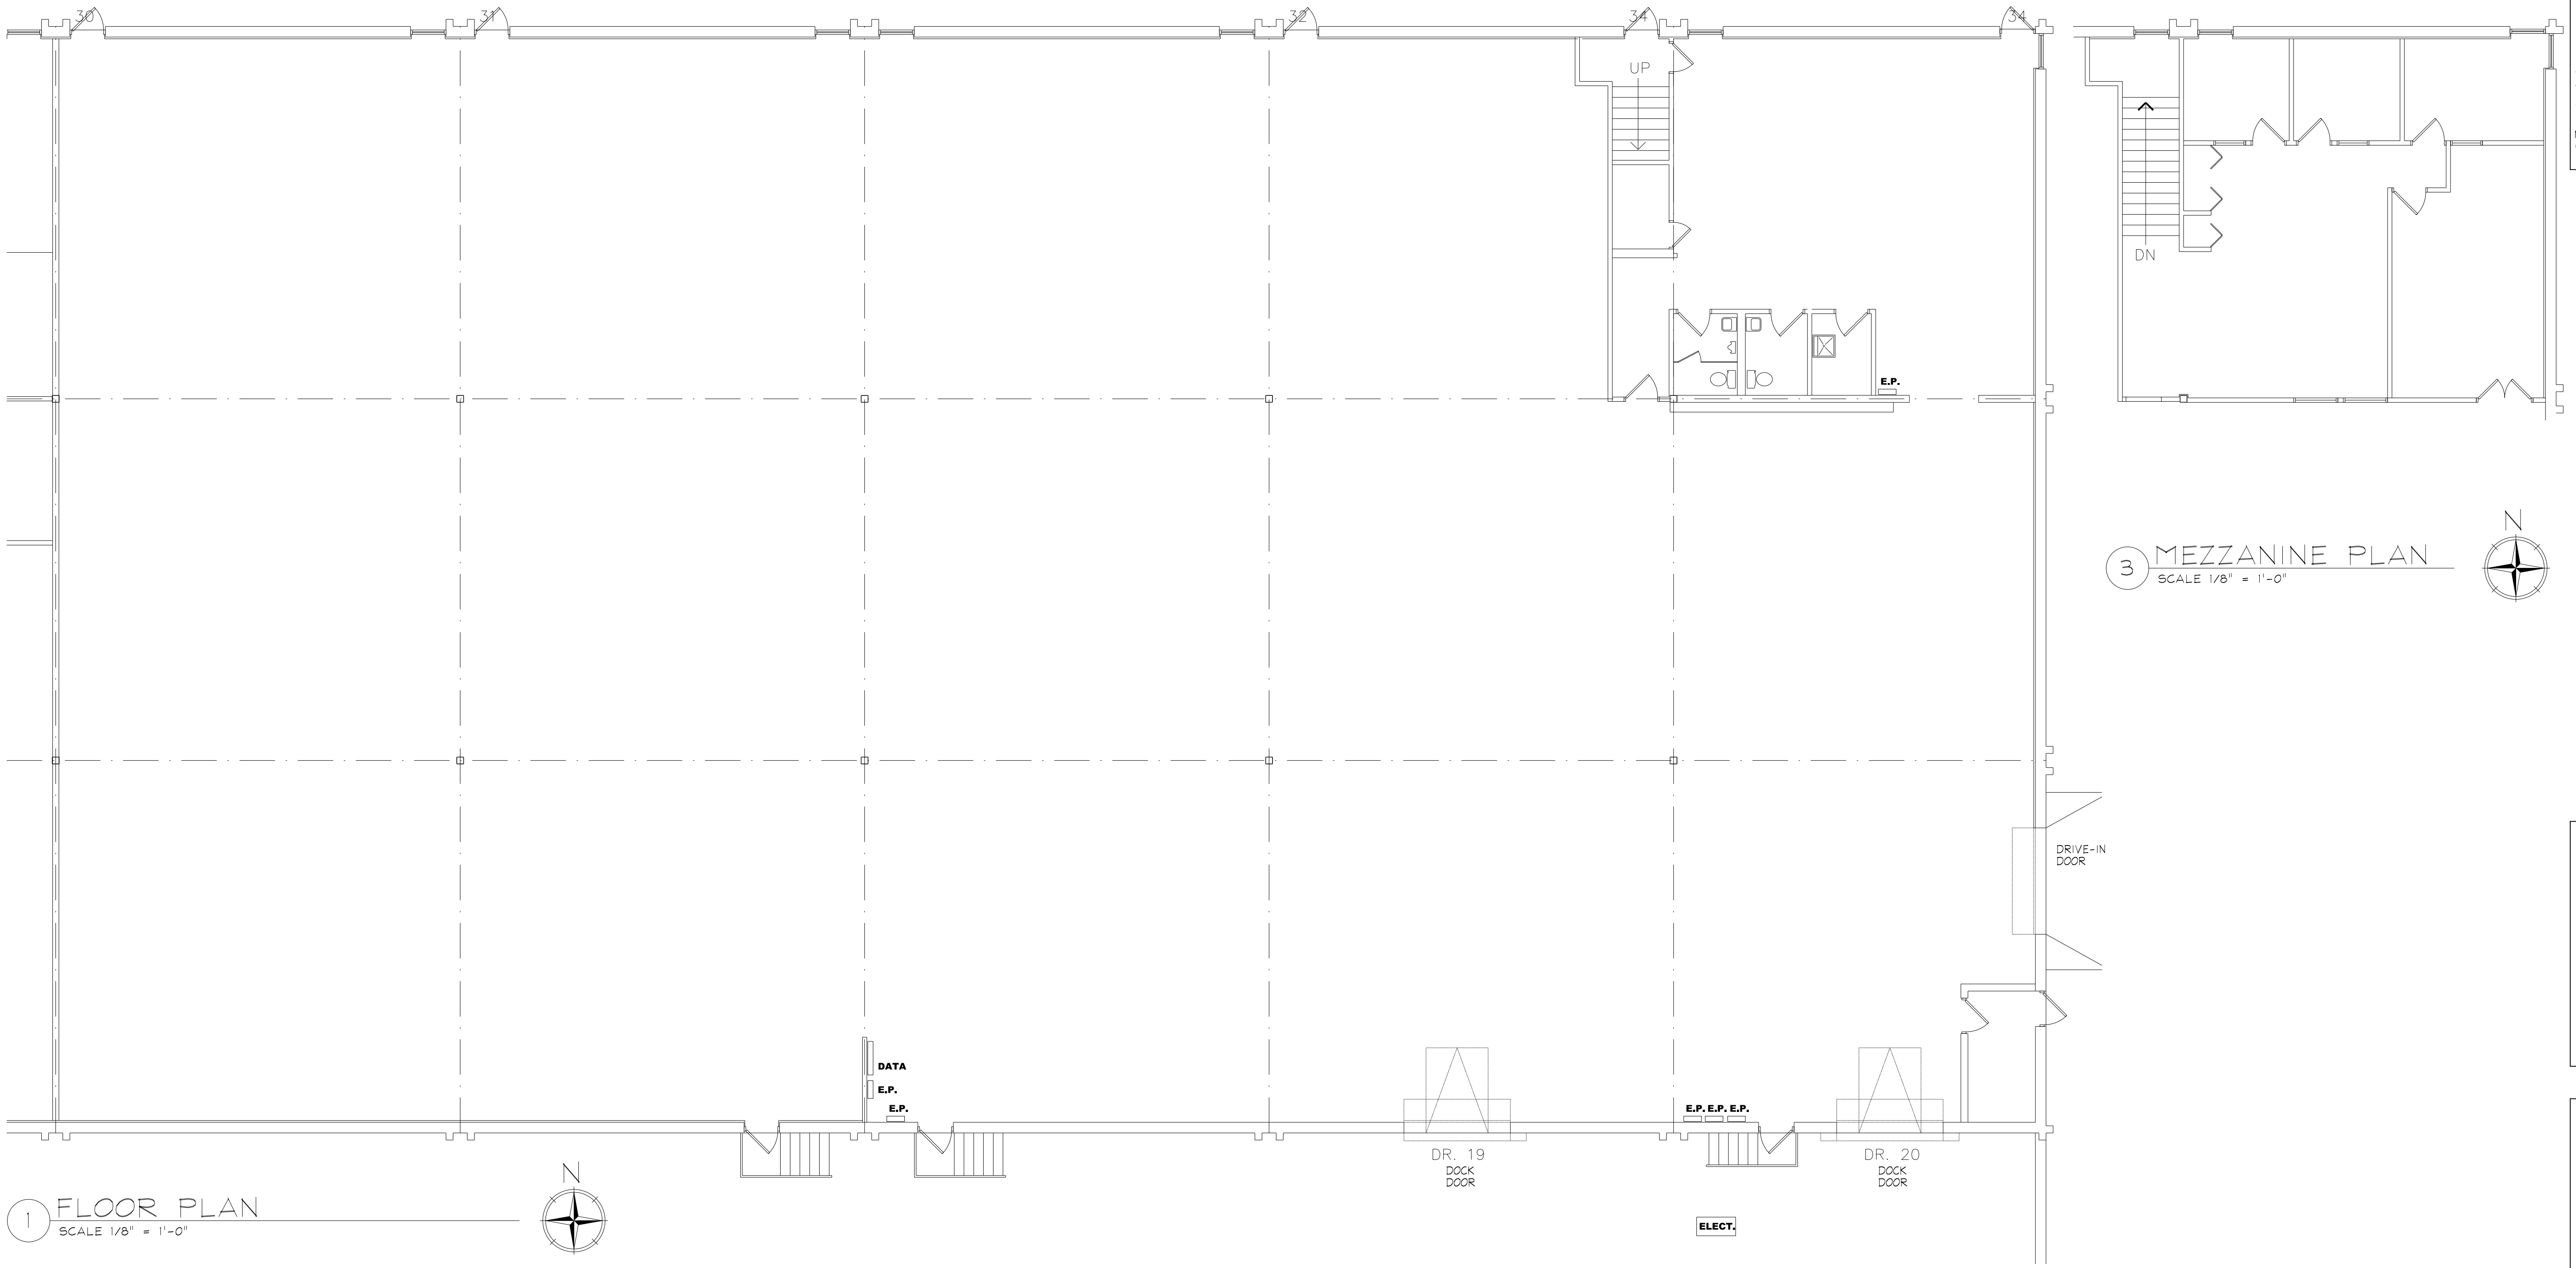 30
31
32
34
34
UP
DN
E.P.
N
3
MEZZANINE PLAN
SCALE 1/8" = 1'-0"
DRIVE-IN
DOOR
DATA
E.P.
E.P.
E.P. E.P. E.P.
DR. 19
DOCK
DOOR
DR. 20
DOCK
DOOR
N
1
FLOOR PLAN
SCALE 1/8" = 1'-0"
ELECT.